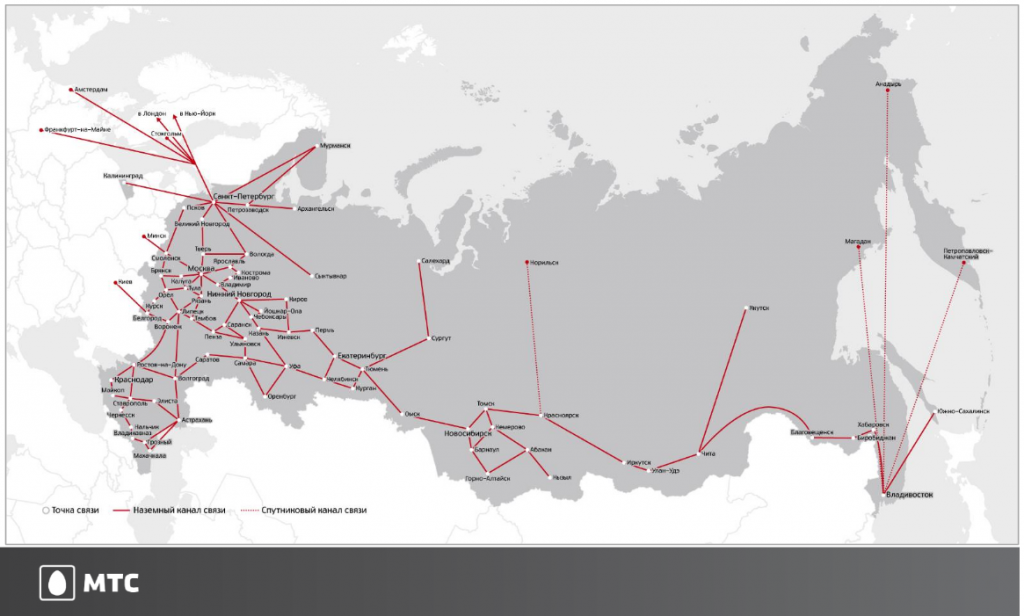 Анадырь
Амстердам
в Лондон
в Нью-Йорк
Франкфурт-на-Майне
Стокгольм
Мурманск
Калининград
Санкт-Петербург
Псков
Петрозаводск
Архангельск
Великий Новгород
Минск
Магадан
Тверь
Вологда
Петропавловск-
Камчатский
Смоленск
Ярославль
Салехард
Норильск
Москва
Брянск
Кострома
Сыктывкар
Иваново
Калуга
Владимир
Киев
Тула
Орел
Нижний Новгород
Рязань
Киров
Курск
Йошкар-Ола
Якутск
Липецк
Чебоксары
Белгород
Тамбов
Воронеж
Саранск
Казань
Пермь
Пенза
Ижевск
Сургут
Ульяновск
Екатеринбург
Саратов
Ростов-на-Дону
Самара
Уфа
Тюмень
Краснодар
Волгоград
Челябинск
Майкоп
Курган
Оренбург
Ставрополь
Элиста
Томск
Черкесск
Омск
Красноярск
Южно-Сахалинск
Астрахань
Нальчик
Кемерово
Хабаровск
Владикавказ
Новосибирск
Благовещенск
Биробиджан
Грозный
Барнаул
Абакан
Махачкала
Чита
Иркутск
Улан-Удэ
Горно-Алтайск
Кызыл
Владивосток
Точка связи
Наземный канал связи
Спутниковый канал связи
МТС